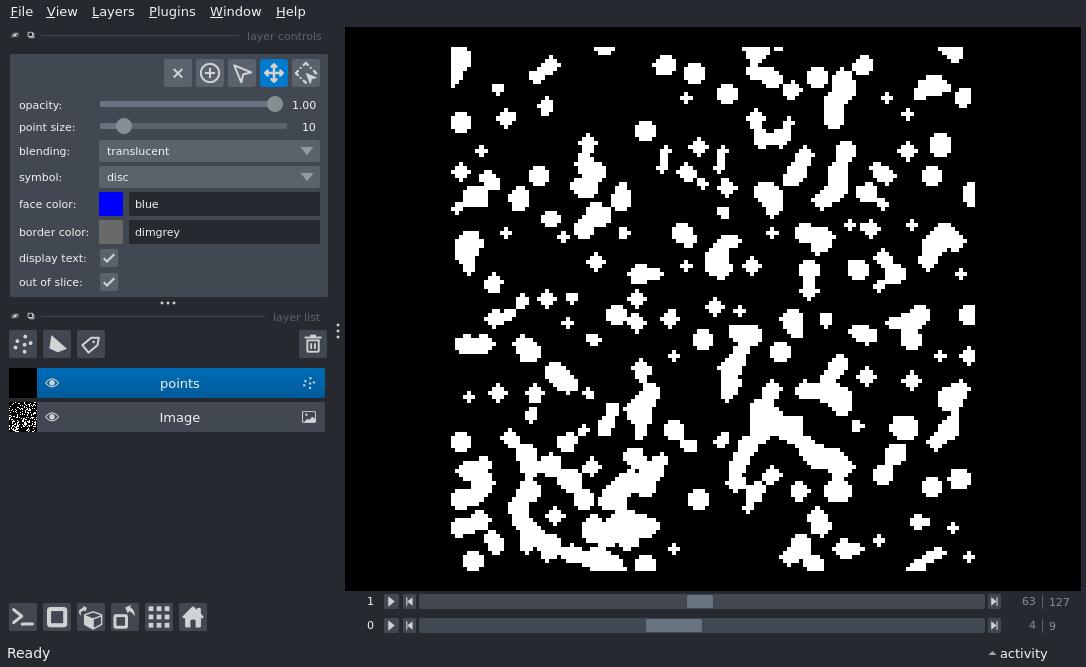 File View Layers Plugins Window Help
layer controls
opacity: 1.00
point size: 10
blending: translucent
symbol: disc
face color: blue
border color: dimgrey
display text:
out of slice:
layer list
points
Image
1 63 127
0 4 9
Ready activity